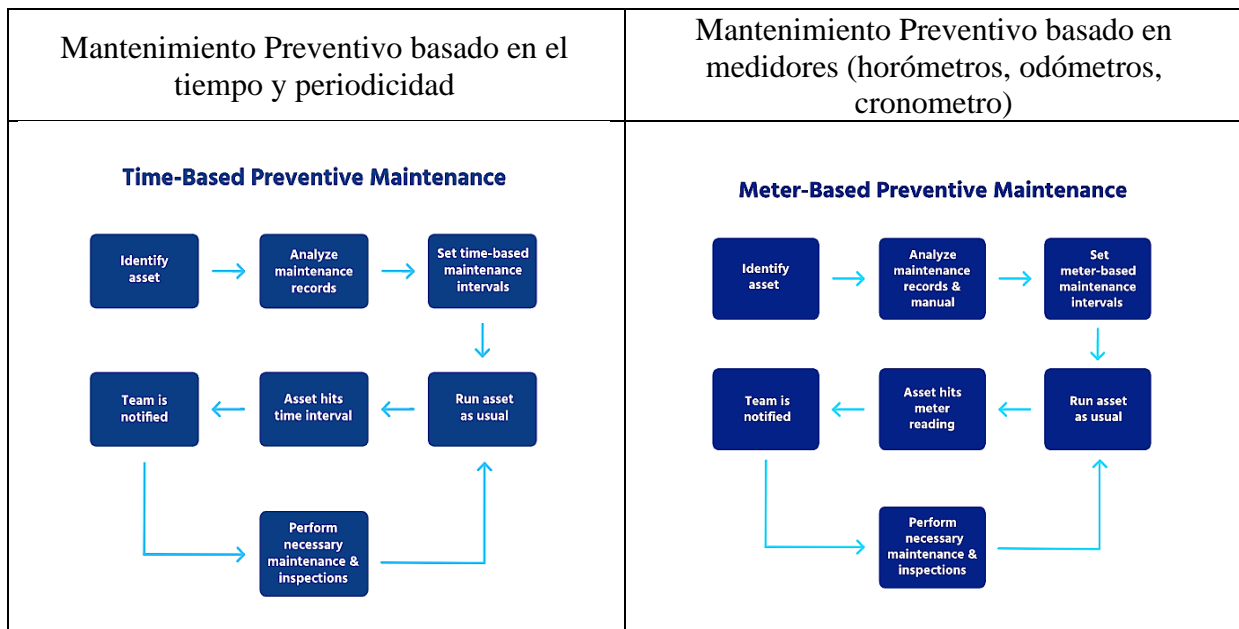 Mantenimiento Preventivo basado en el
tiempo y periodicidad
Mantenimiento Preventivo basado en
medidores (horómetros, odómetros,
cronometro)
Time-Based Preventive Maintenance
Identify
asset
Analyze
maintenance
records
Set time-based
maintenance
intervals
Team is
notified
Asset hits
time interval
Run asset
as usual
Perform
necessary
maintenance &
inspections
Meter-Based Preventive Maintenance
Identify
asset
Analyze
maintenance
records &
manual
Set
meter-based
maintenance
intervals
Team is
notified
Asset hits
meter
reading
Run asset
as usual
Perform
necessary
maintenance &
inspections